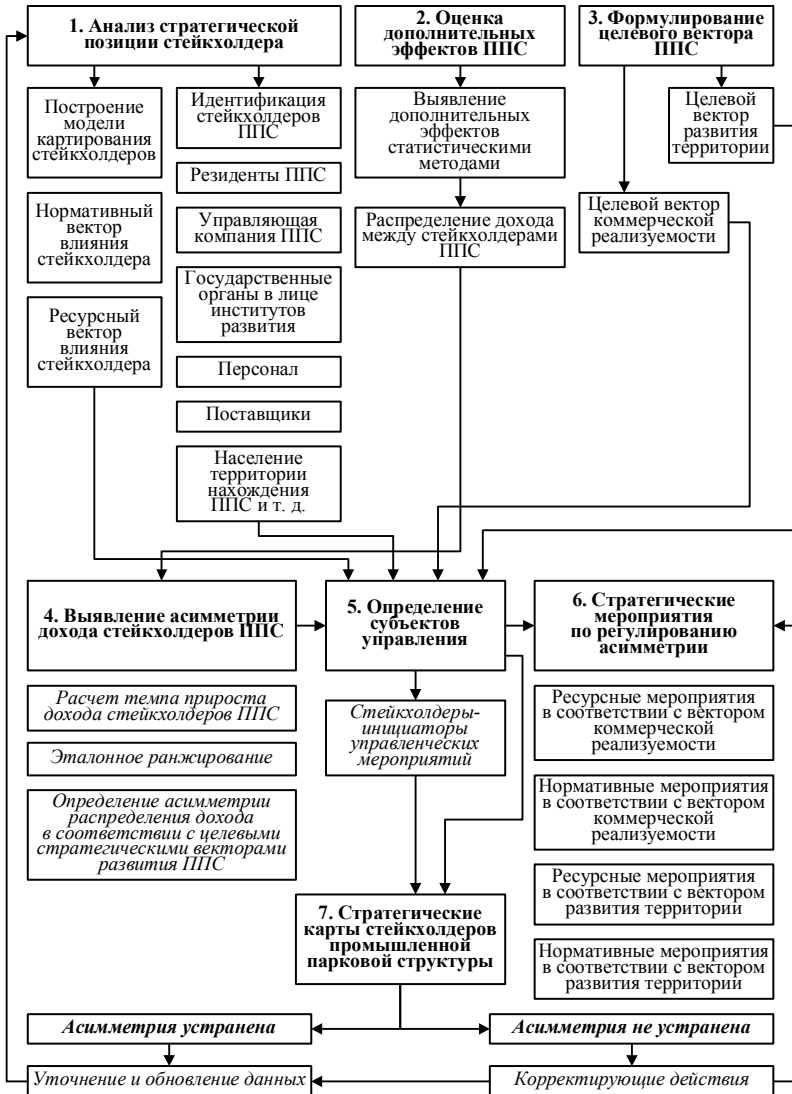 1. Анализ стратегической
позиции стейкхолдера
Построение
модели
картирования
стейкхолдеров
Нормативный
вектор
влияния
стейкхолдера
Ресурсный
вектор
влияния
стейкхолдера
Идентификация
стейкхолдеров
ППС
Резиденты ППС
Управляющая
компания ППС
Государственные
органы в лице
институтов
развития
Персонал
Поставщики
Население
территории
нахождения
ППС и т. д.
2. Оценка
дополнительных
эффектов ППС
Выявление
дополнительных
эффектов
статистическими
методами
Распределение дохода
между стейкхолдерами
ППС
3. Формулирование
целевого вектора
ППС
Целевой
вектор
развития
территории
Целевой вектор
коммерческой
реализуемости
4. Выявление асимметрии
дохода стейкхолдеров ППС
Расчет темпа прироста
дохода стейкхолдеров ППС
Эталонное ранжирование
Определение асимметрии
распределения дохода
в соответствии с целевыми
стратегическими векторами
развития ППС
5. Определение
субъектов
управления
Стейкхолдеры-
инициаторы
управленческих
мероприятий
6. Стратегические
мероприятия
по регулированию
асимметрии
Ресурсные мероприятия
в соответствии с вектором
коммерческой
реализуемости
Нормативные мероприятия
в соответствии с вектором
коммерческой
реализуемости
Ресурсные мероприятия
в соответствии с вектором
развития территории
Нормативные мероприятия
в соответствии с вектором
развития территории
7. Стратегические
карты стейкхолдеров
промышленной
парковой структуры
Асимметрия устранена
Асимметрия не устранена
Уточнение и обновление данных
Корректирующие действия